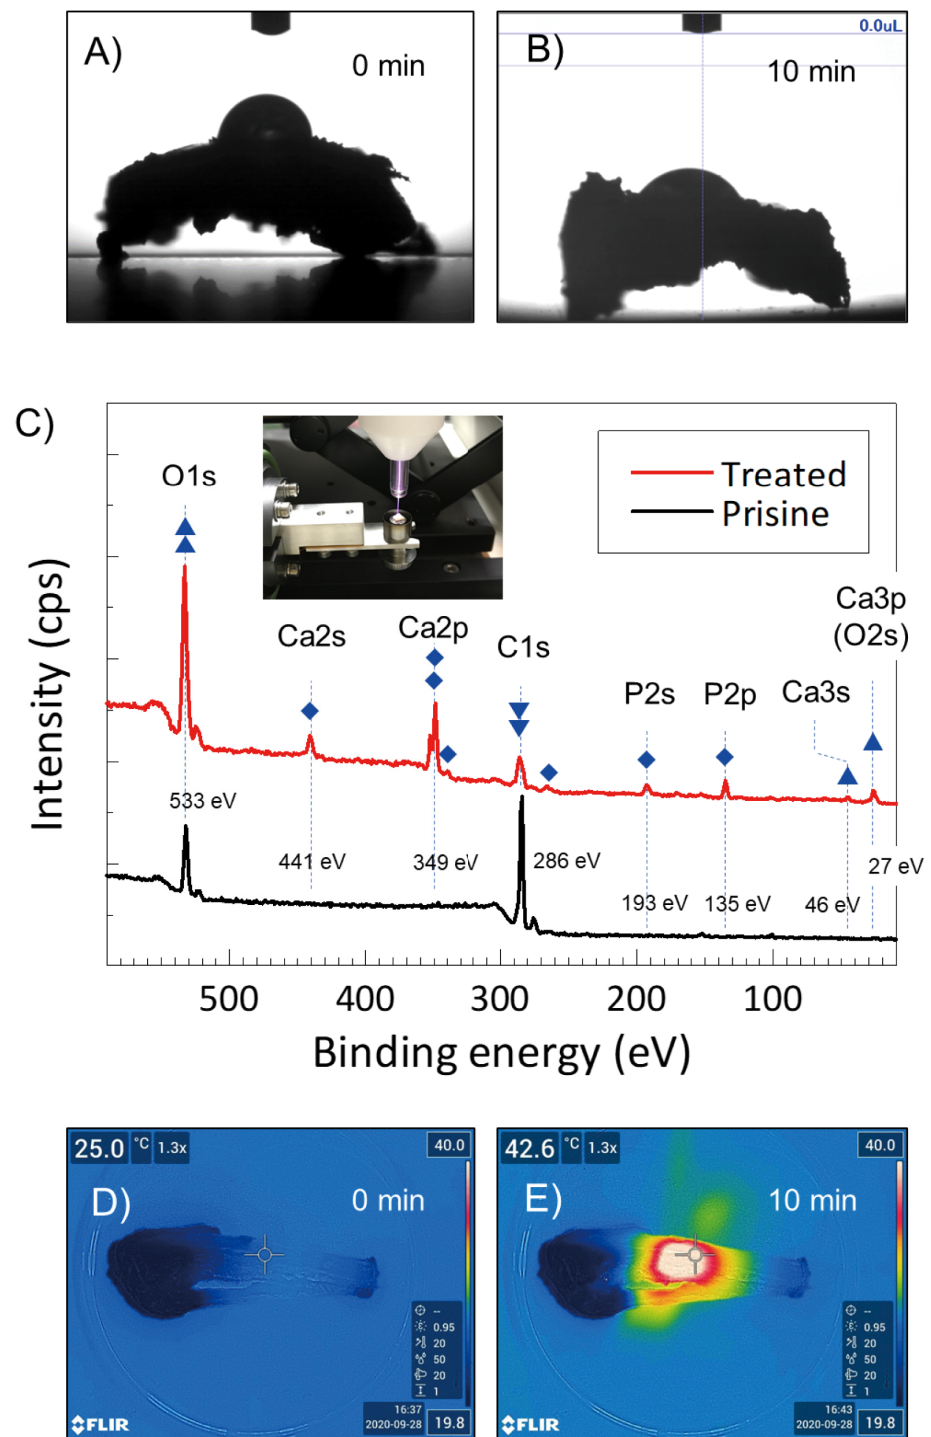 A)
0 min
B)
0.0uL
10 min
C)
Treated
Prisine
O1s
Ca2s
Ca2p
C1s
P2s
P2p
Ca3s
Ca3p
(O2s)
533 eV
441 eV
349 eV
286 eV
193 eV
135 eV
46 eV
27 eV
Intensity (cps)
500
400
300
200
100
Binding energy (eV)
25.0 °C 1.3x
40.0
D)
0 min
--
0.95
20
50
20
1
16:37
2020-09-28
19.8
FLIR
42.6 °C 1.3x
40.0
E)
10 min
--
0.95
20
50
20
1
16:43
2020-09-28
19.8
FLIR